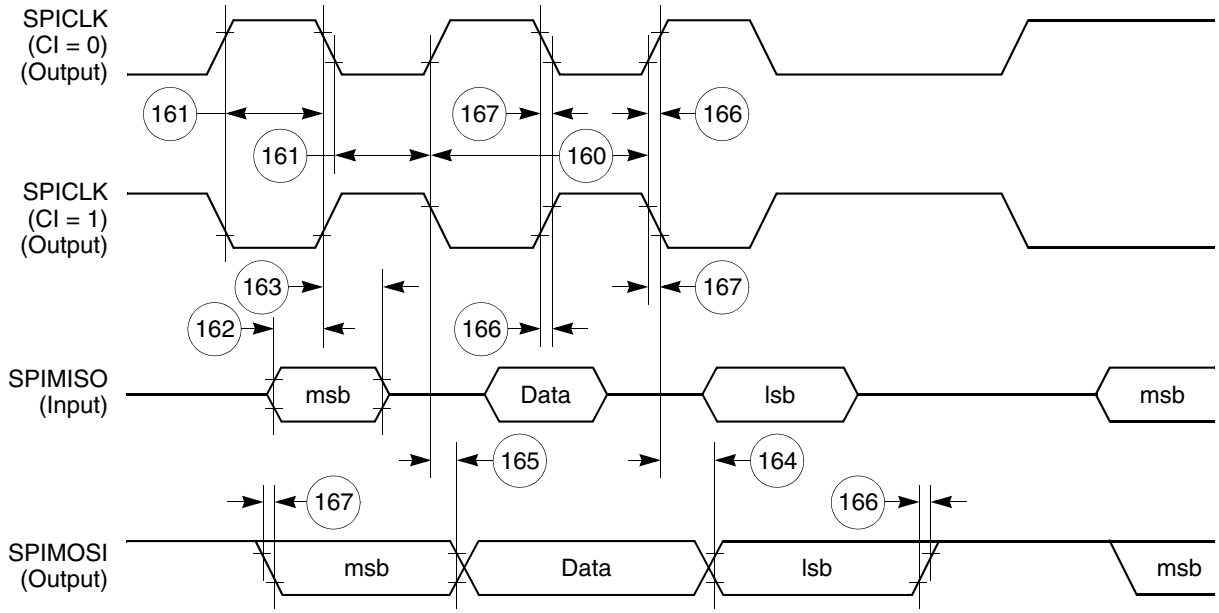 SPICLK
(CI = 0)
(Output)
161
167
166
161
160
SPICLK
(CI = 1)
(Output)
163
167
162
166
SPIMISO
(Input)
msb
Data
lsb
msb
165
164
167
166
SPIMOSI
(Output)
msb
Data
lsb
msb